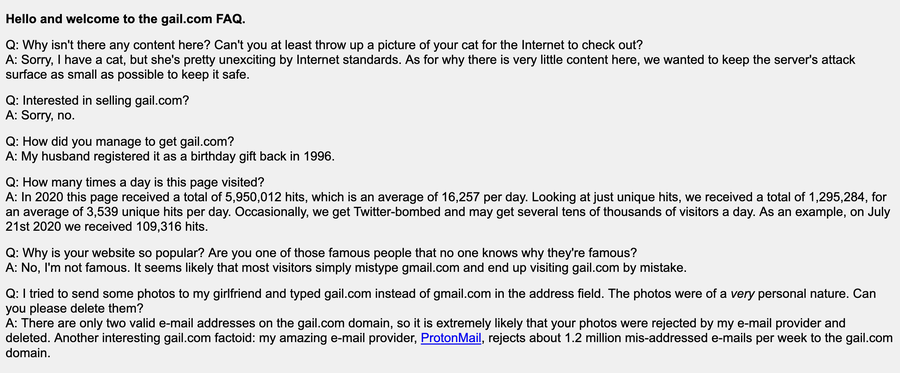 Hello and welcome to the gail.com FAQ.
Q: Why isn't there any content here? Can't you at least throw up a picture of your cat for the Internet to check out?
A: Sorry, I have a cat, but she's pretty unexciting by Internet standards. As for why there is very little content here, we wanted to keep the server's attack
surface as small as possible to keep it safe.
Q: Interested in selling gail.com?
A: Sorry, no.
Q: How did you manage to get gail.com?
A: My husband registered it as a birthday gift back in 1996.
Q: How many times a day is this page visited?
A: In 2020 this page received a total of 5,950,012 hits, which is an average of 16,257 per day. Looking at just unique hits, we received a total of 1,295,284, for
an average of 3,539 unique hits per day. Occasionally, we get Twitter-bombed and may get several tens of thousands of visitors a day. As an example, on July
21st 2020 we received 109,316 hits.
Q: Why is your website so popular? Are you one of those famous people that no one knows why they're famous?
A: No, I'm not famous. It seems likely that most visitors simply mistype gmail.com and end up visiting gail.com by mistake.
Q: I tried to send some photos to my girlfriend and typed gail.com instead of gmail.com in the address field. The photos were of a very personal nature. Can
you please delete them?
A: There are only two valid e-mail addresses on the gail.com domain, so it is extremely likely that your photos were rejected by my e-mail provider and
deleted. Another interesting gail.com factoid: my amazing e-mail provider, ProtonMail, rejects about 1.2 million mis-addressed e-mails per week to the gail.com
domain.